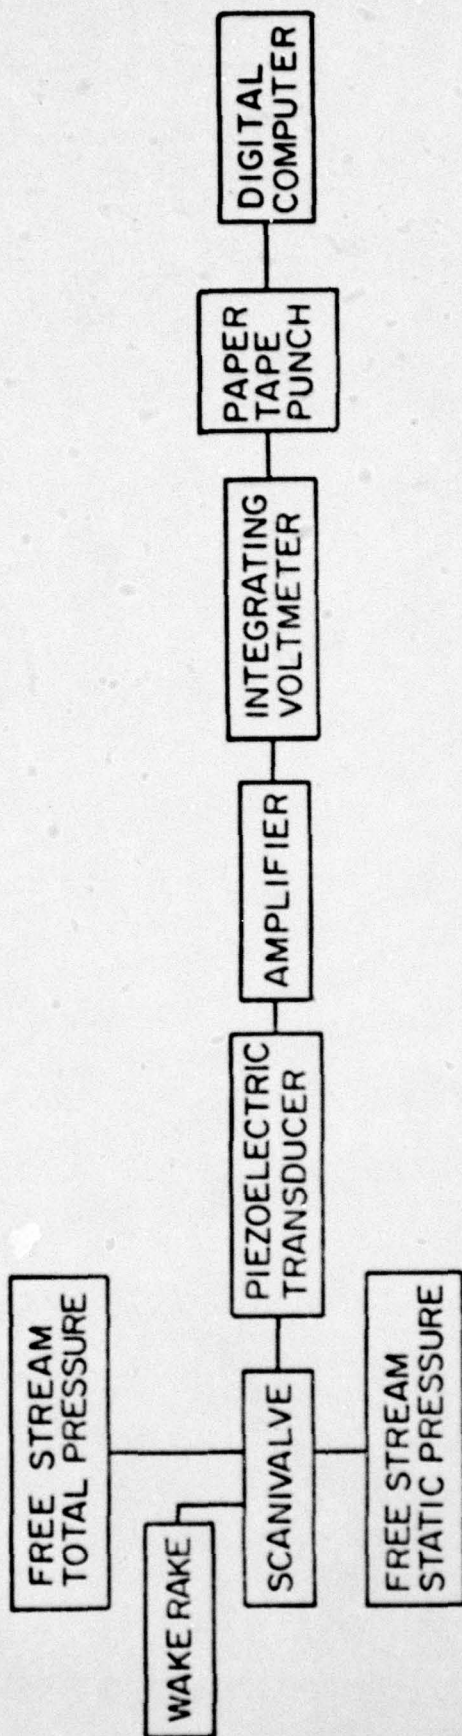 FREE STREAM
TOTAL PRESSURE
WAKE RAKE
SCANIVALVE
FREE STREAM
STATIC PRESSURE
PIEZOELECTRIC
TRANSDUCER
AMPLIFIER
INTEGRATING
VOLTMETER
PAPER
TAPE
PUNCH
DIGITAL
COMPUTER